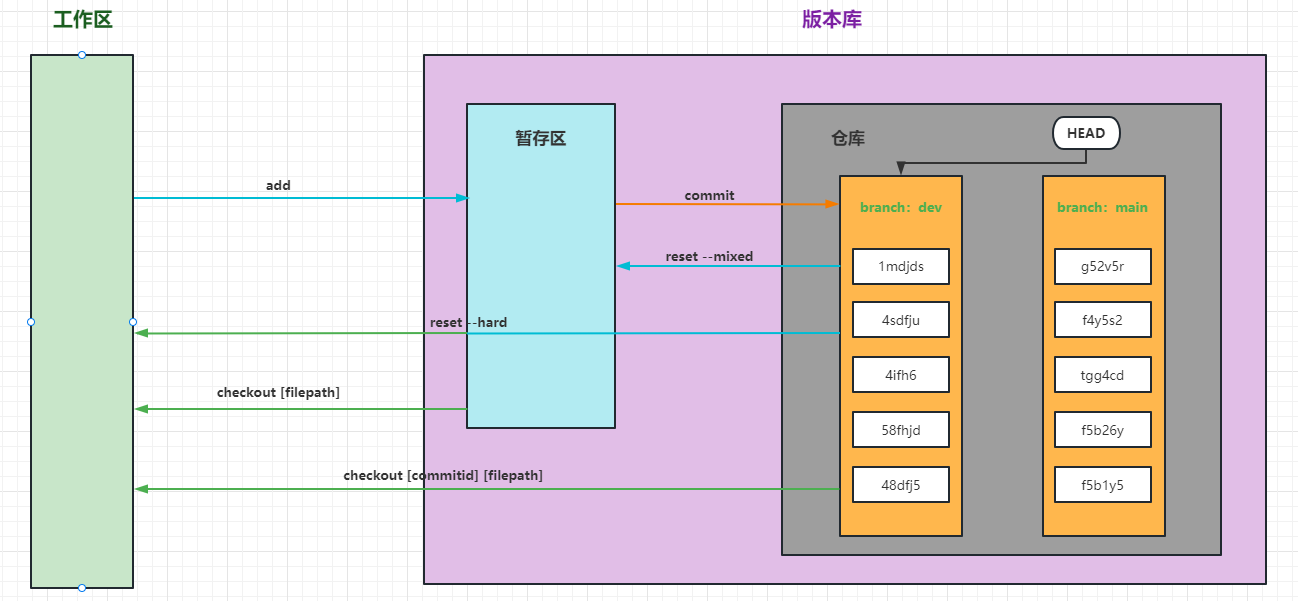 工作区
版本库
暂存区
仓库
HEAD
add
commit
branch：dev
branch：main
reset --mixed
1mdjds
g52v5r
reset --hard
4sdfju
f4y5s2
checkout [filepath]
4ifh6
tgg4cd
58fhjd
f5b26y
checkout [commitid] [filepath]
48dfj5
f5b1y5